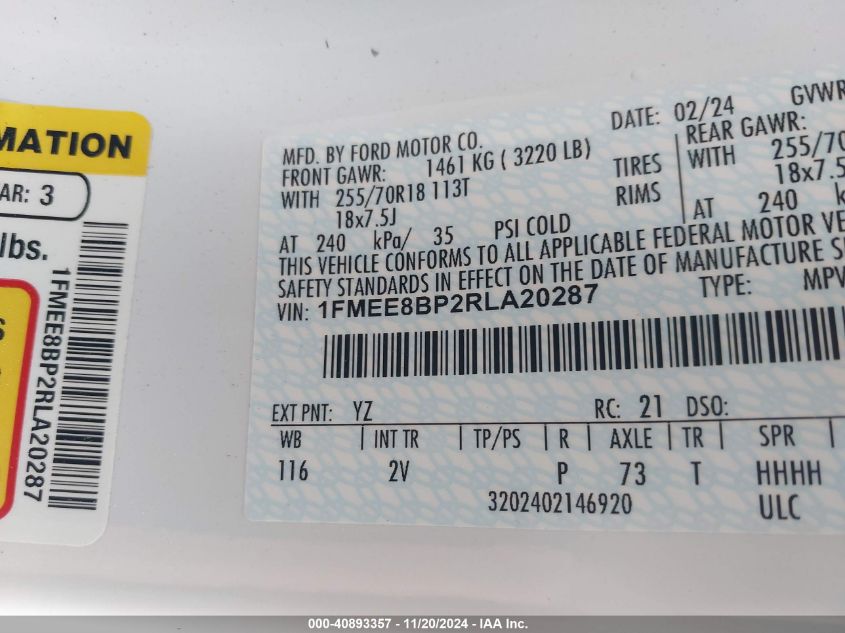 MATION
AR: 3
lbs.
1FMEE8BP2RLA20287
MFD. BY FORD MOTOR CO.
DATE: 02/24
GVWR
FRONT GAWR: 1461 KG ( 3220 LB)
REAR GAWR:
WITH 255/70R18 113T
TIRES
WITH 255/70
18x7.5J
RIMS
18x7.5
AT 240 kPa/ 35 PSI COLD
AT 240 k
THIS VEHICLE CONFORMS TO ALL APPLICABLE FEDERAL MOTOR VE
SAFETY STANDARDS IN EFFECT ON THE DATE OF MANUFACTURE S
VIN: 1FMEE8BP2RLA20287
TYPE: MPV
EXT PNT: YZ
RC: 21 DSO:
WB INT TR TP/PS R AXLE TR SPR
116 2V P 73 T HHHH
3202402146920
ULC
000-40893357 - 11/20/2024 - IAA Inc.